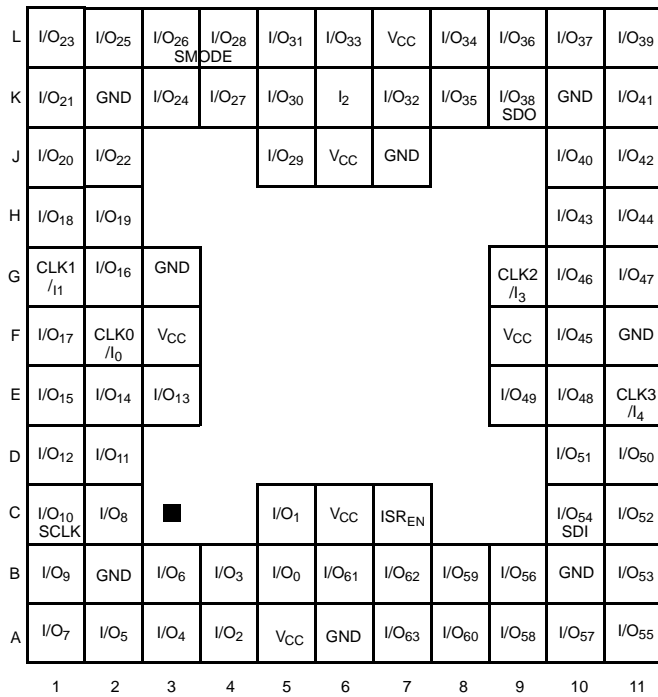 L I/O23 I/O25 I/O26 I/O28 I/O31 I/O33 VCC I/O34 I/O36 I/O37 I/O39
SMODE
K I/O21 GND I/O24 I/O27 I/O30 I2 I/O32 I/O35 I/O38 GND I/O41
SDO
J I/O20 I/O22 I/O29 VCC GND I/O40 I/O42
H I/O18 I/O19 I/O43 I/O44
G CLK1 I/O16 GND CLK2 I/O46 I/O47
/I1 /I3
F I/O17 CLK0 VCC VCC I/O45 GND
/I0
E I/O15 I/O14 I/O13 I/O49 I/O48 CLK3
/I4
D I/O12 I/O11 I/O51 I/O50
C I/O10 I/O8 I/O1 VCC ISREN I/O54 I/O52
SCLK SDI
B I/O9 GND I/O6 I/O3 I/O0 I/O61 I/O62 I/O59 I/O56 GND I/O53
A I/O7 I/O5 I/O4 I/O2 VCC GND I/O63 I/O60 I/O58 I/O57 I/O55
1 2 3 4 5 6 7 8 9 10 11